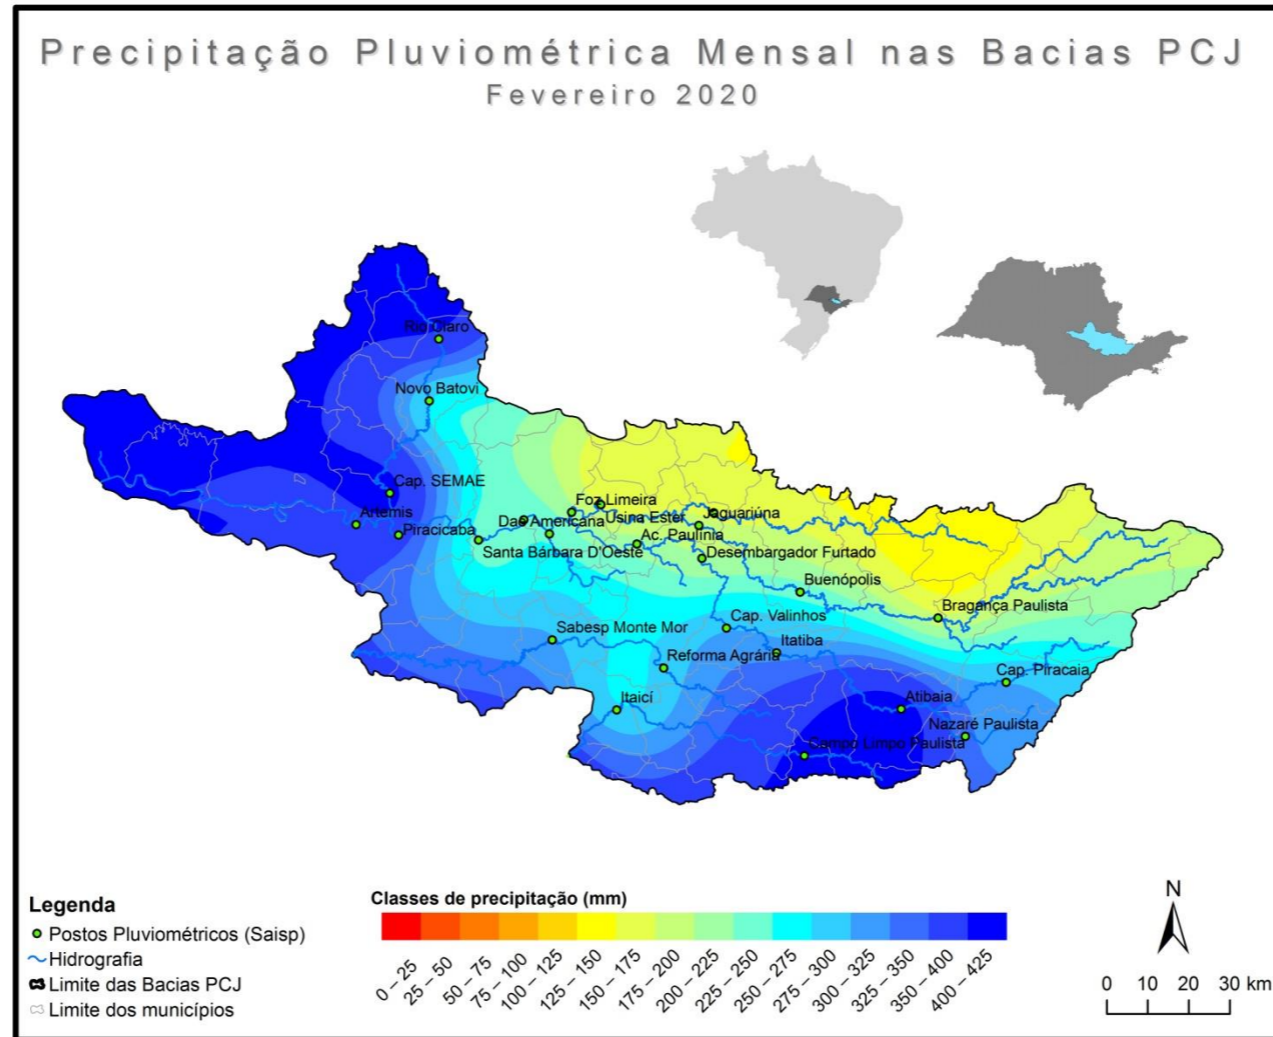 Precipitação Pluviométrica Mensal nas Bacias PCJ
Fevereiro 2020
Rio Claro
Novo Batovi
Cap. SEMAE
Artemis
Piracicaba
Foz Limeira
Dae Americana
Usina Ester
Jaguariúna
Ac. Paulínia
Santa Bárbara D'Oeste
Desembargador Furtado
Buenópolis
Bragança Paulista
Cap. Valinhos
Sabesp Monte Mor
Itatiba
Reforma Agrária
Cap. Piracaia
Itaicí
Atibaia
Nazaré Paulista
Campo Limpo Paulista
Legenda
Postos Pluviométricos (Saisp)
Hidrografia
Limite das Bacias PCJ
Limite dos municípios
Classes de precipitação (mm)
0 – 25
25 – 50
50 – 75
75 – 100
100 – 125
125 – 150
150 – 175
175 – 200
200 – 225
225 – 250
250 – 275
275 – 300
300 – 325
325 – 350
350 – 400
400 – 425
N
0 10 20 30 km